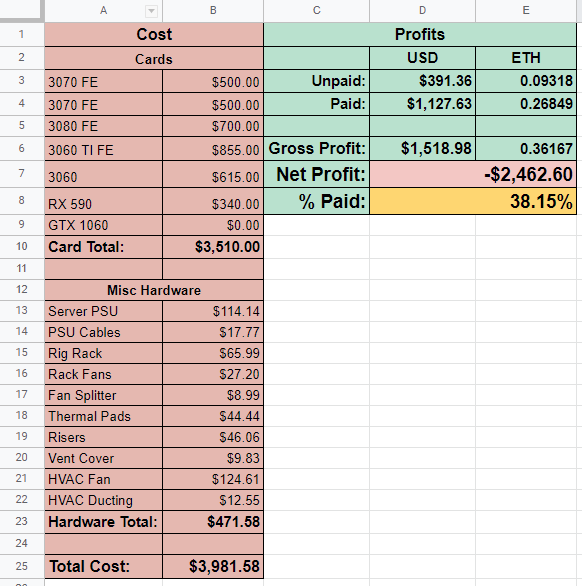 A B C D E
1 Cost Profits
2 Cards USD ETH
3 3070 FE $500.00 Unpaid: $391.36 0.09318
4 3070 FE $500.00 Paid: $1,127.63 0.26849
5 3080 FE $700.00
6 3060 TI FE $855.00 Gross Profit: $1,518.98 0.36167
7 3060 $615.00 Net Profit: -$2,462.60
8 RX 590 $340.00 % Paid: 38.15%
9 GTX 1060 $0.00
10 Card Total: $3,510.00
11
12 Misc Hardware
13 Server PSU $114.14
14 PSU Cables $17.77
15 Rig Rack $65.99
16 Rack Fans $27.20
17 Fan Splitter $8.99
18 Thermal Pads $44.44
19 Risers $46.06
20 Vent Cover $9.83
21 HVAC Fan $124.61
22 HVAC Ducting $12.55
23 Hardware Total: $471.58
24
25 Total Cost: $3,981.58